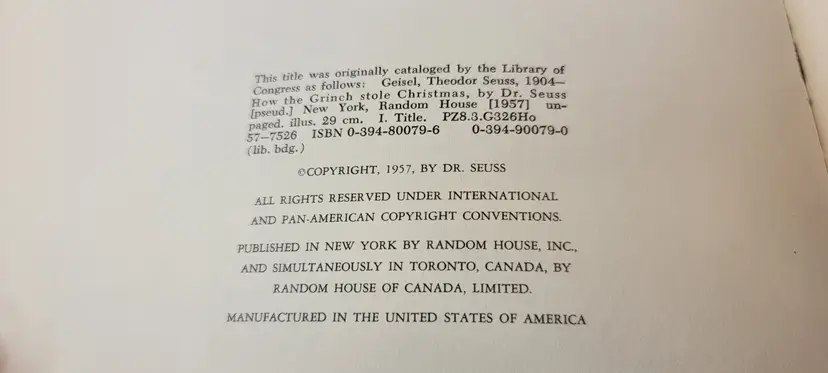 This title was originally cataloged by the Library of
Congress as follows: Geisel, Theodor Seuss, 1904—
How the Grinch stole Christmas, by Dr. Seuss
[pseud.] New York, Random House [1957] un-
paged. illus. 29 cm. I. Title. PZ8.3.G326Ho
57—7526 ISBN 0-394-80079-6 0-394-90079-0
(lib. bdg.)
©COPYRIGHT, 1957, BY DR. SEUSS
ALL RIGHTS RESERVED UNDER INTERNATIONAL
AND PAN-AMERICAN COPYRIGHT CONVENTIONS.
PUBLISHED IN NEW YORK BY RANDOM HOUSE, INC.,
AND SIMULTANEOUSLY IN TORONTO, CANADA, BY
RANDOM HOUSE OF CANADA, LIMITED.
MANUFACTURED IN THE UNITED STATES OF AMERICA